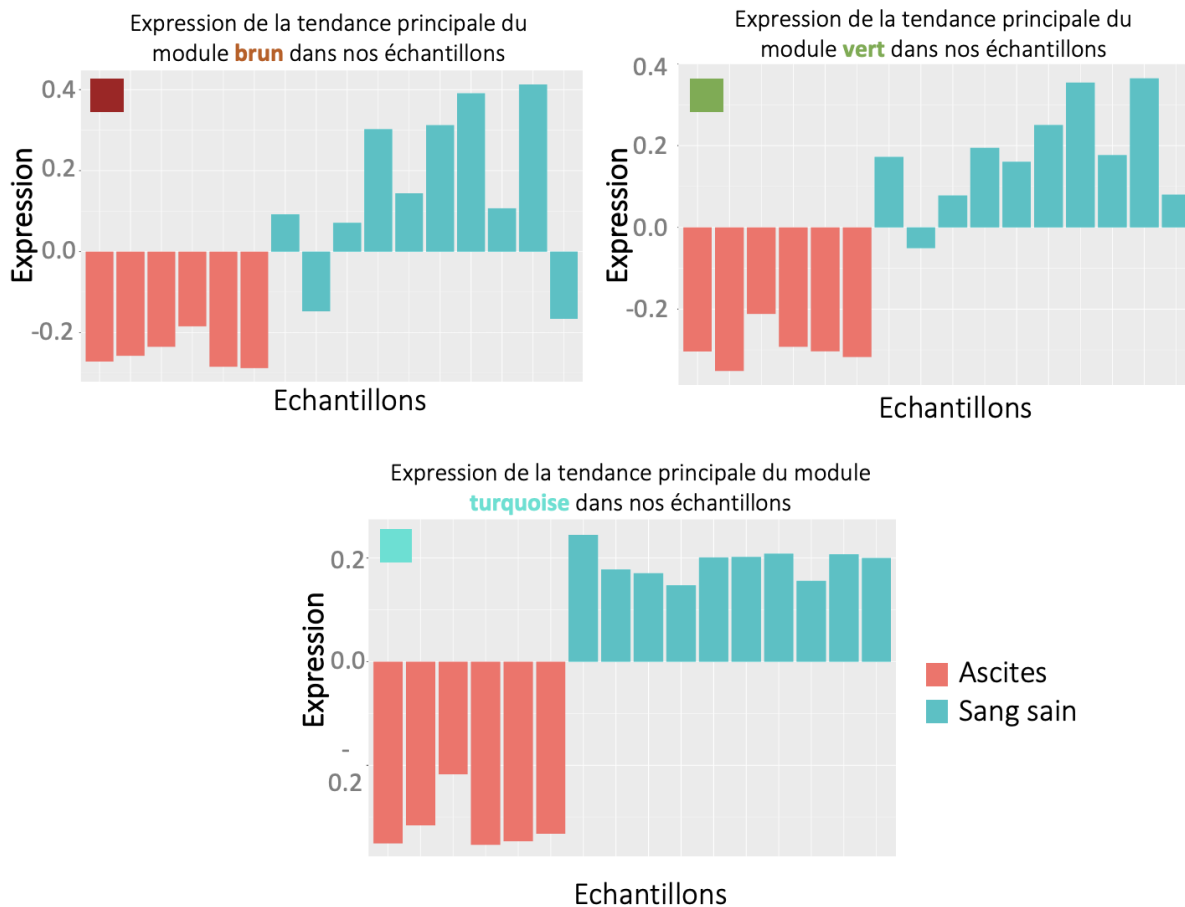 Expression de la tendance principale du
module brun dans nos échantillons
0.4
0.2
0.0
-0.2
Expression
Echantillons
Expression de la tendance principale du
module vert dans nos échantillons
0.4
0.2
0.0
-0.2
Expression
Echantillons
Expression de la tendance principale du module
turquoise dans nos échantillons
0.2
0.0
-
0.2
Expression
Echantillons
Ascites
Sang sain